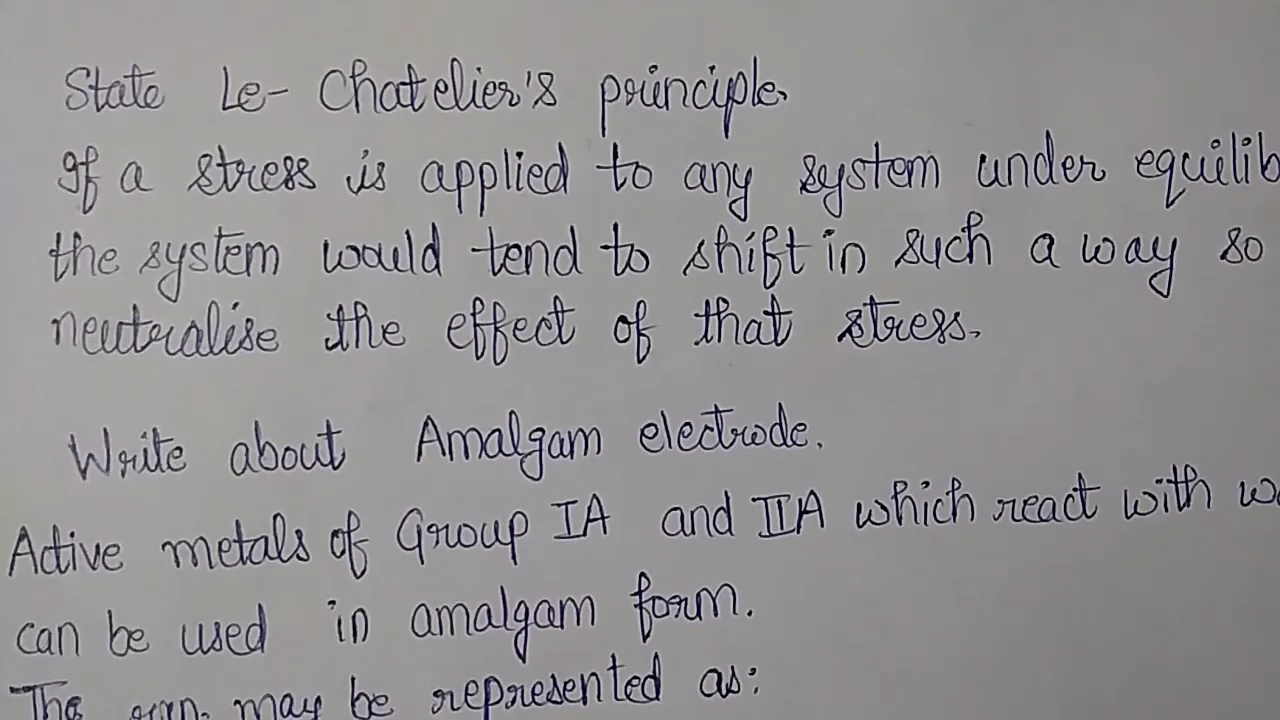 State Le-Chatelier's principle.
If a stress is applied to any system under equilib
the system would tend to shift in such a way so
neutralise the effect of that stress.
Write about Amalgam electrode.
Active metals of Group IA and IIA which react with
can be used in amalgam form.
The rxn. may be represented as: